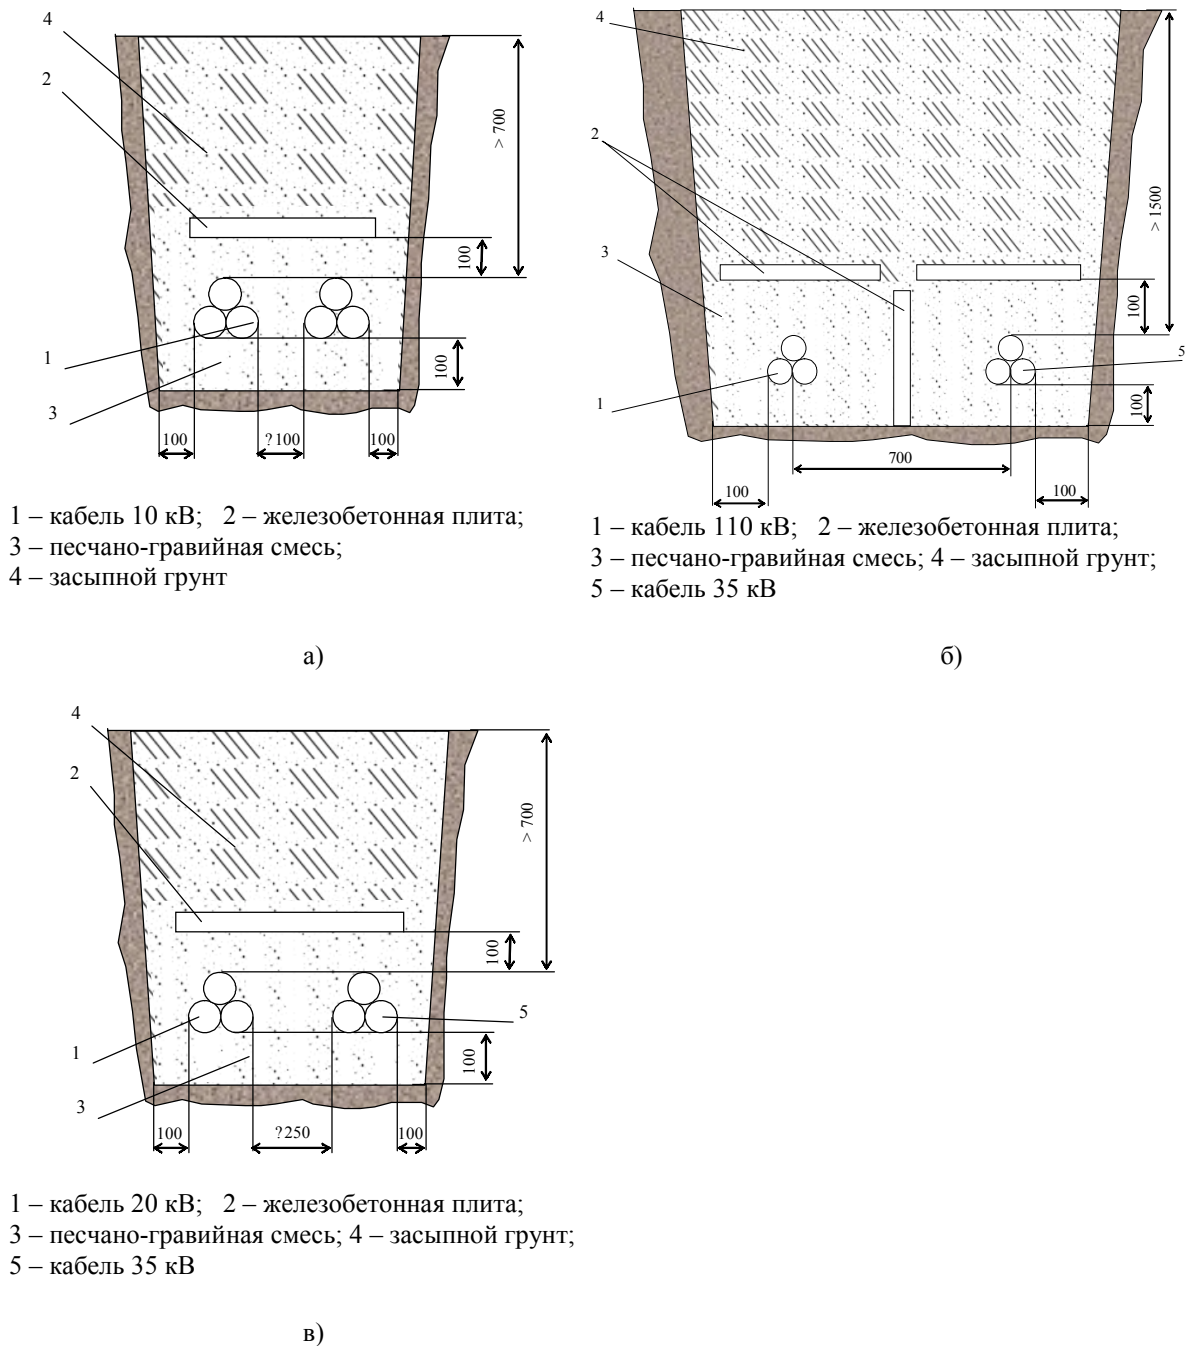 4
2
1
3
> 700
100
100
100
? 100
100
1 – кабель 10 кВ; 2 – железобетонная плита;
3 – песчано-гравийная смесь;
4 – засыпной грунт
а)
4
2
3
1
5
> 1500
100
100
700
100
100
1 – кабель 110 кВ; 2 – железобетонная плита;
3 – песчано-гравийная смесь; 4 – засыпной грунт;
5 – кабель 35 кВ
б)
4
2
1
3
5
> 700
100
100
100
? 250
100
1 – кабель 20 кВ; 2 – железобетонная плита;
3 – песчано-гравийная смесь; 4 – засыпной грунт;
5 – кабель 35 кВ
в)